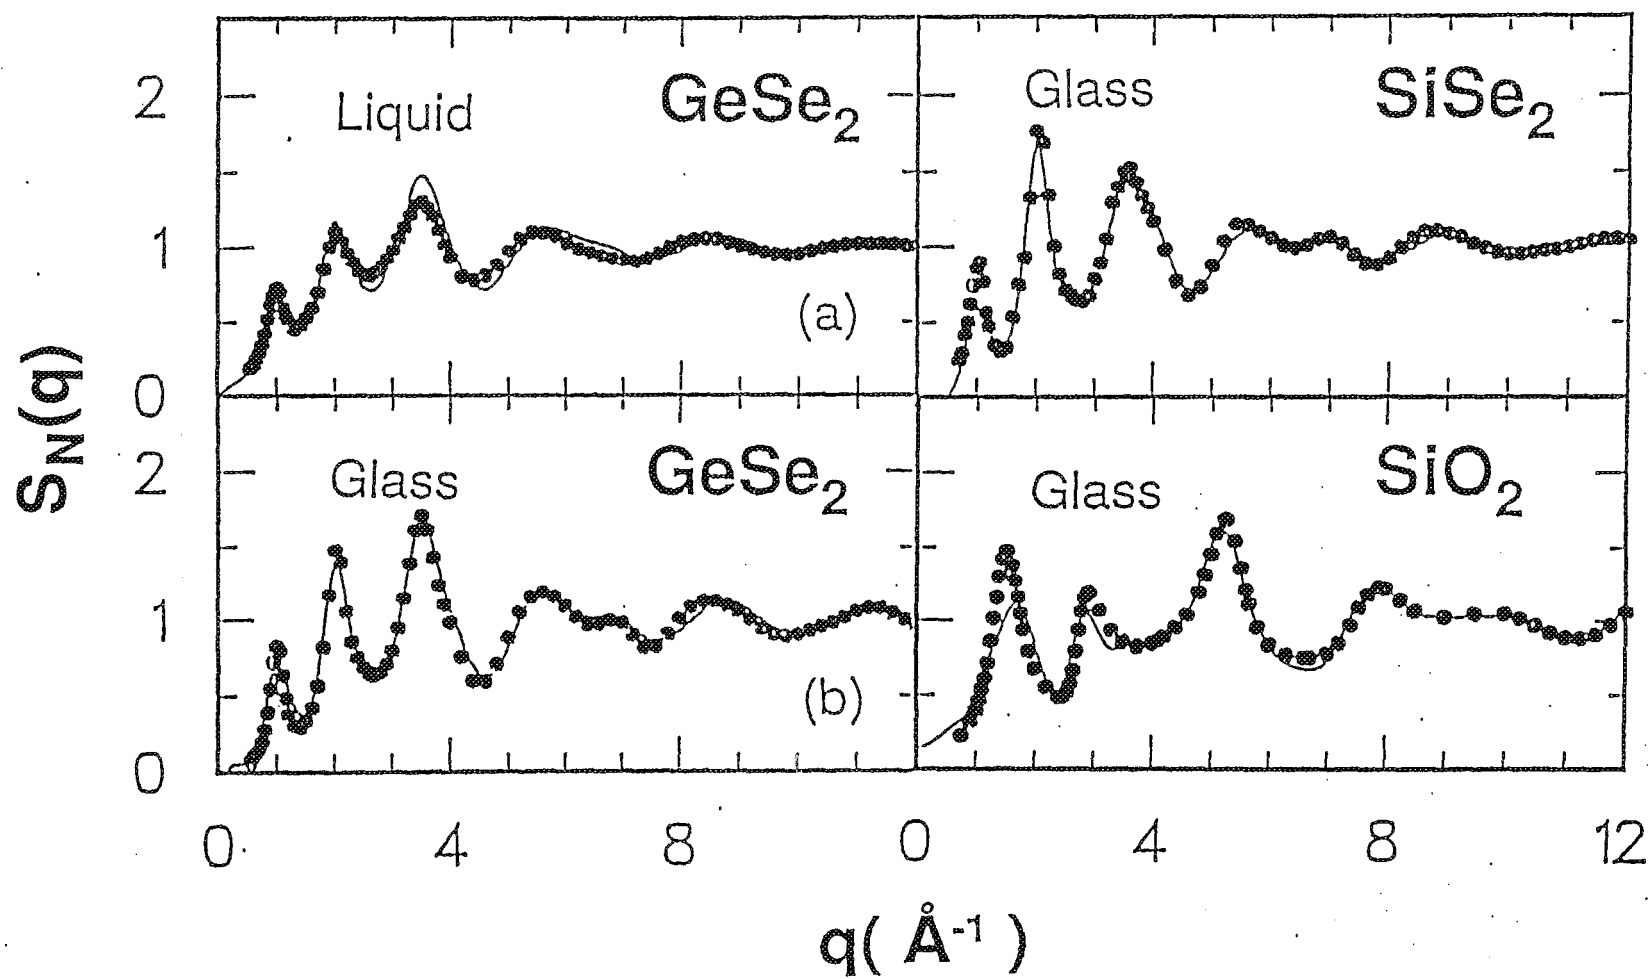 2
Liquid
GeSe₂
Glass
SiSe₂
1
(a)
0
S_N(q)
2
Glass
GeSe₂
Glass
SiO₂
1
(b)
0
0
4
8
0
4
8
12
q( Å⁻¹ )